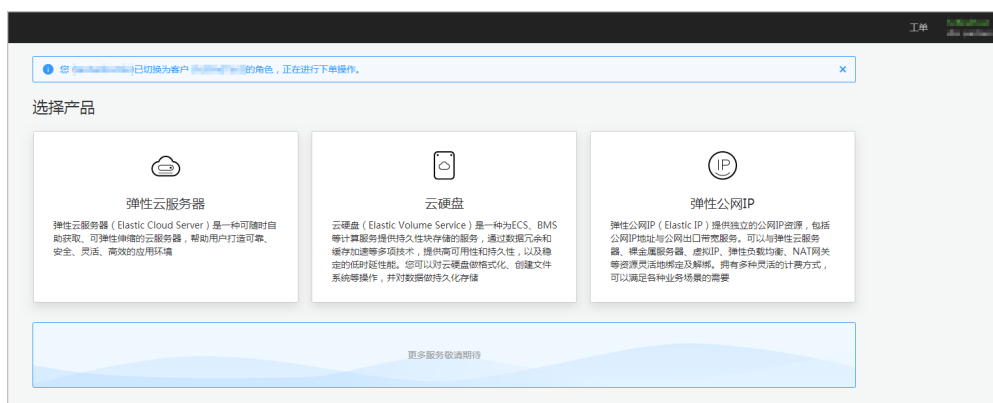 工单
您 已切换为客户 的角色，正在进行下单操作。 ×
选择产品
弹性云服务器
弹性云服务器（Elastic Cloud Server）是一种可随时自
助获取、可弹性伸缩的云服务器，帮助用户打造可靠、
安全、灵活、高效的应用环境
云硬盘
云硬盘（Elastic Volume Service）是一种为ECS、BMS
等计算服务提供持久性块存储的服务，通过数据冗余和
缓存加速等多项技术，提供高可用性和持久性，以及稳
定的低时延性能。您可以对云硬盘做格式化、创建文件
系统等操作，并对数据做持久化存储
IP
弹性公网IP
弹性公网IP（Elastic IP）提供独立的公网IP资源，包括
公网IP地址与公网出口带宽服务。可以与弹性云服务
器、裸金属服务器、虚拟IP、弹性负载均衡、NAT网关
等资源灵活地绑定及解绑。拥有多种灵活的计费方式，
可以满足各种业务场景的需要
更多服务敬请期待